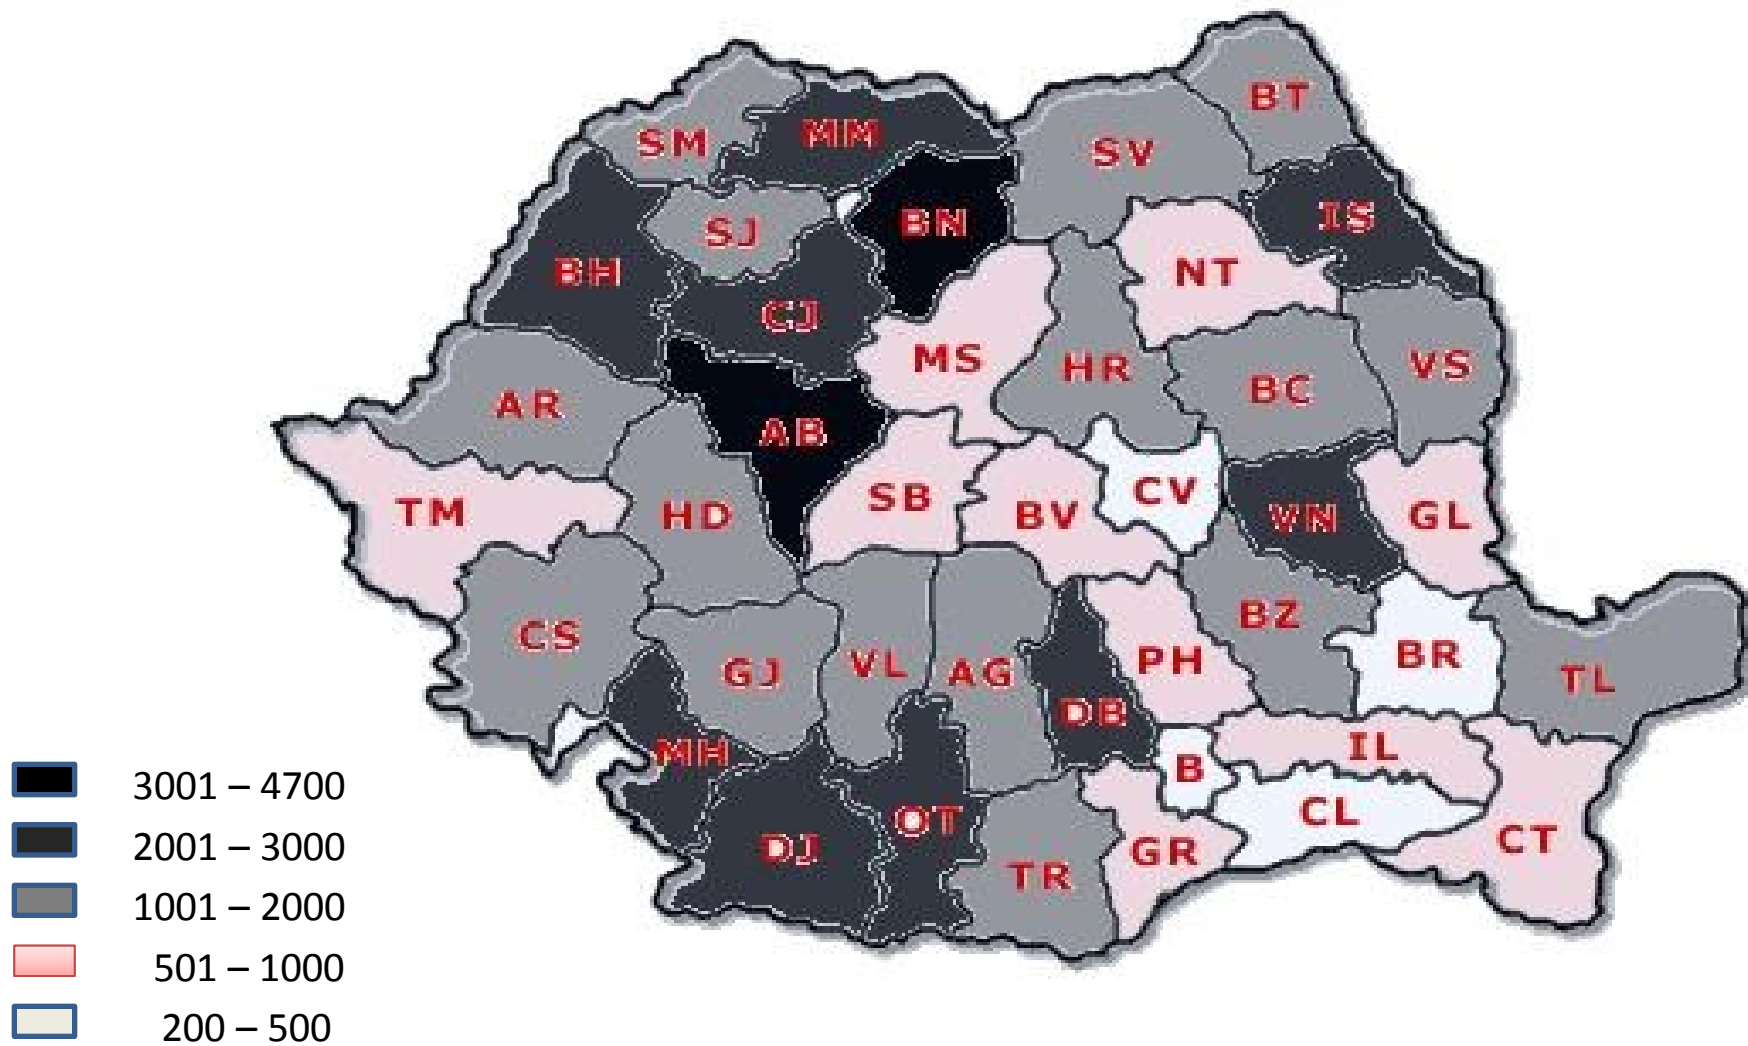 BT
MM
SM
SV
IS
BN
SJ
BH
NT
CJ
MS
HR
VS
BC
AR
AB
SB
CV
TM
HD
BV
VN
GL
BZ
CS
BR
PH
VL
GJ
AG
TL
DB
IL
MH
B
CL
OT
CT
DJ
GR
TR
3001 – 4700
2001 – 3000
1001 – 2000
501 – 1000
200 – 500